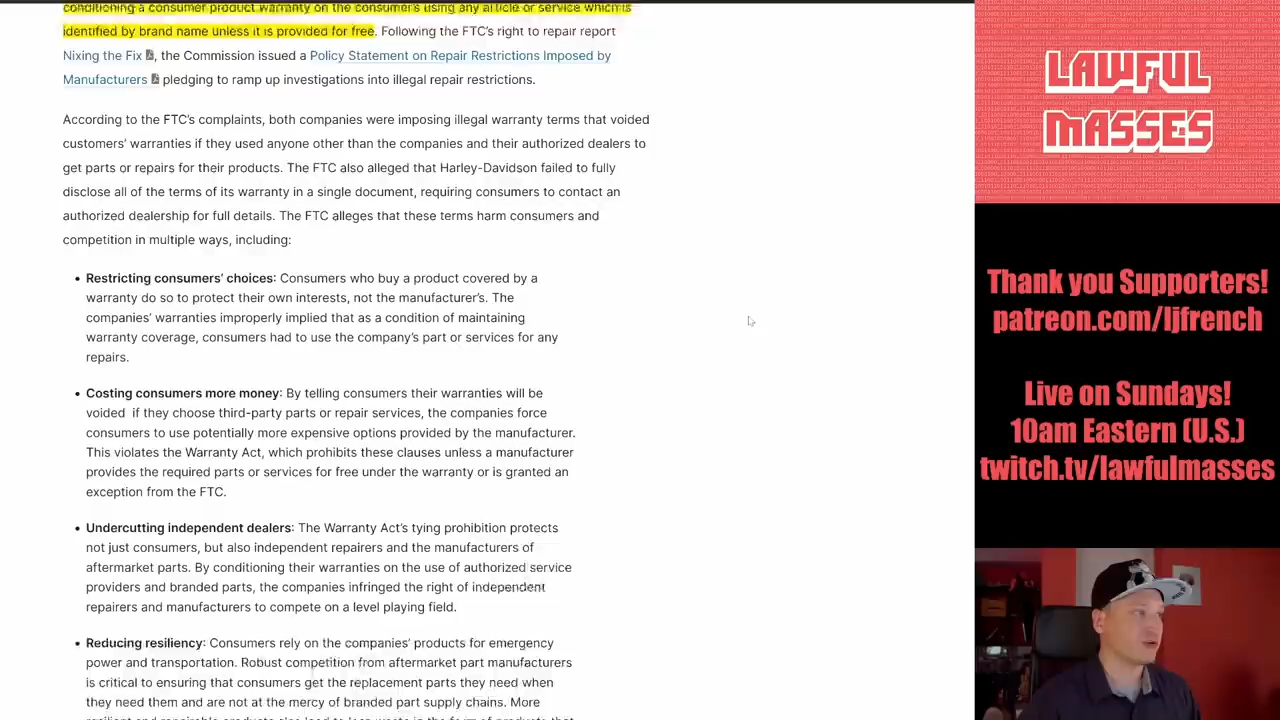 conditioning a consumer product warranty on the consumer's using any article or service which is
identified by brand name unless it is provided for free. Following the FTC's right to repair report
Nixing the Fix, the Commission issued a Policy Statement on Repair Restrictions Imposed by
Manufacturers pledging to ramp up investigations into illegal repair restrictions.
According to the FTC's complaints, both companies were imposing illegal warranty terms that voided
customers' warranties if they used anyone other than the companies and their authorized dealers to
get parts or repairs for their products. The FTC also alleged that Harley-Davidson failed to fully
disclose all of the terms of its warranty in a single document, requiring consumers to contact an
authorized dealership for full details. The FTC alleges that these terms harm consumers and
competition in multiple ways, including:
• Restricting consumers' choices: Consumers who buy a product covered by a
warranty do so to protect their own interests, not the manufacturer's. The
companies' warranties improperly implied that as a condition of maintaining
warranty coverage, consumers had to use the company's part or services for any
repairs.
• Costing consumers more money: By telling consumers their warranties will be
voided if they choose third-party parts or repair services, the companies force
consumers to use potentially more expensive options provided by the manufacturer.
This violates the Warranty Act, which prohibits these clauses unless a manufacturer
provides the required parts or services for free under the warranty or is granted an
exception from the FTC.
• Undercutting independent dealers: The Warranty Act's tying prohibition protects
not just consumers, but also independent repairers and the manufacturers of
aftermarket parts. By conditioning their warranties on the use of authorized service
providers and branded parts, the companies infringed the right of independent
repairers and manufacturers to compete on a level playing field.
• Reducing resiliency: Consumers rely on the companies' products for emergency
power and transportation. Robust competition from aftermarket part manufacturers
is critical to ensuring that consumers get the replacement parts they need when
they need them and are not at the mercy of branded part supply chains. More
LAWFUL
MASSES
Thank you Supporters!
patreon.com/ljfrench
Live on Sundays!
10am Eastern (U.S.)
twitch.tv/lawfulmasses